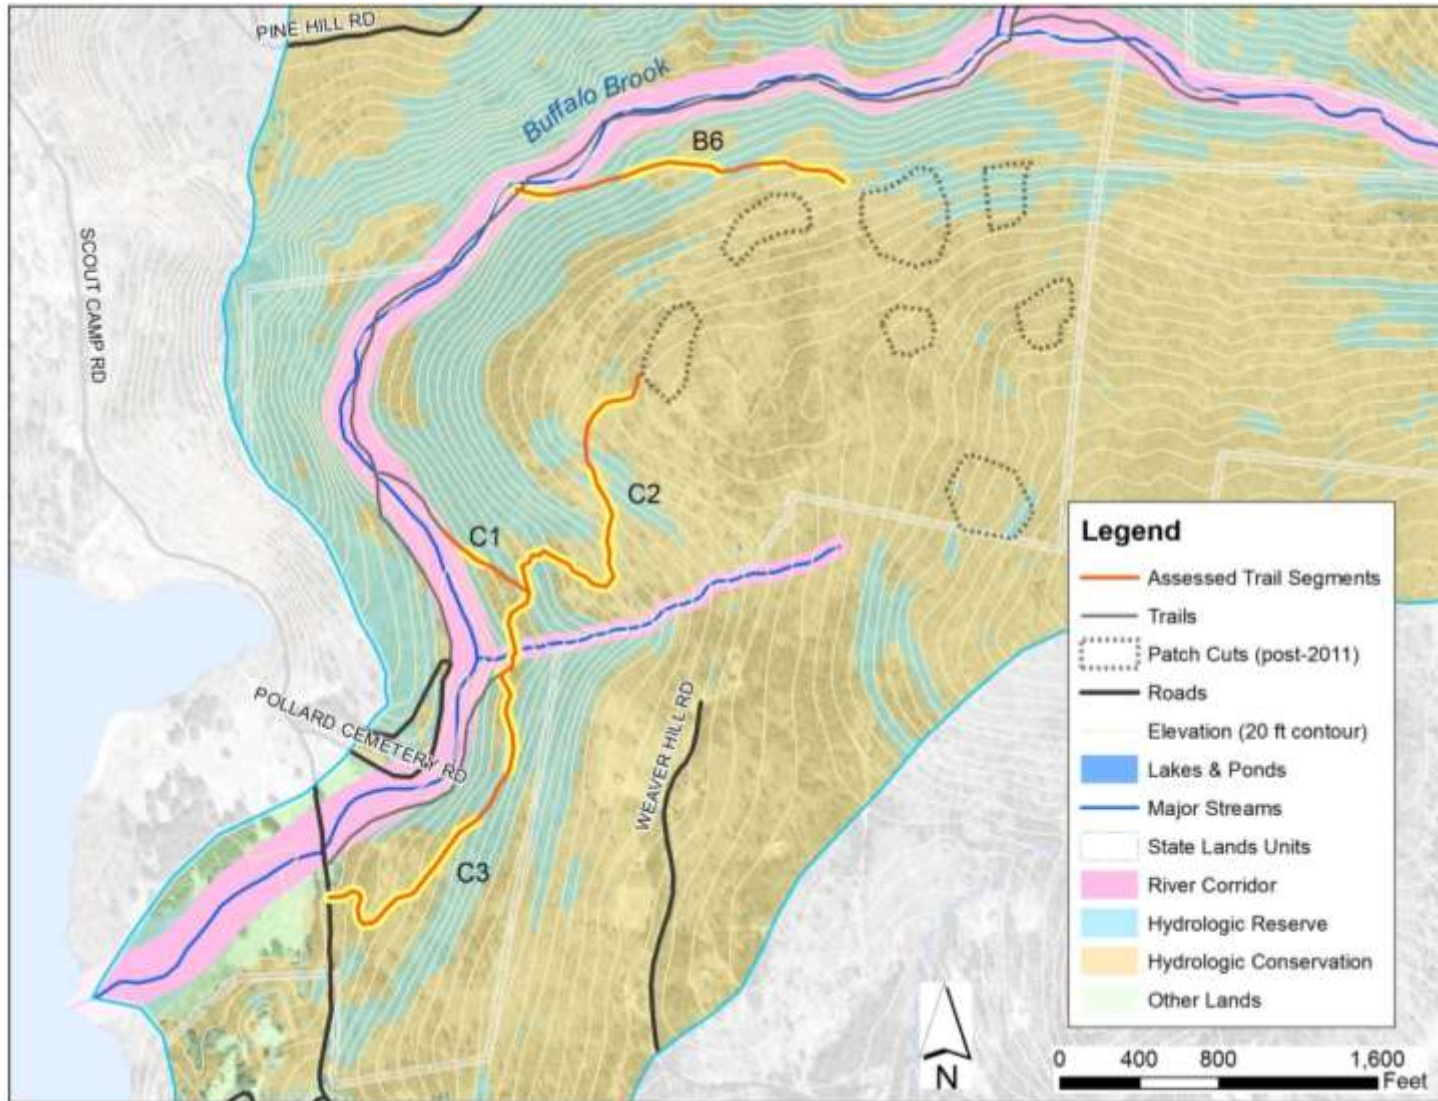 PINE HILL RD
Buffalo Brook
B6
SCOUT CAMP RD
C2
C1
POLLARD CEMETERY RD
WEAVER HILL RD
C3
Legend
Assessed Trail Segments
Trails
Patch Cuts (post-2011)
Roads
Elevation (20 ft contour)
Lakes & Ponds
Major Streams
State Lands Units
River Corridor
Hydrologic Reserve
Hydrologic Conservation
Other Lands
N
0 400 800 1,600
Feet